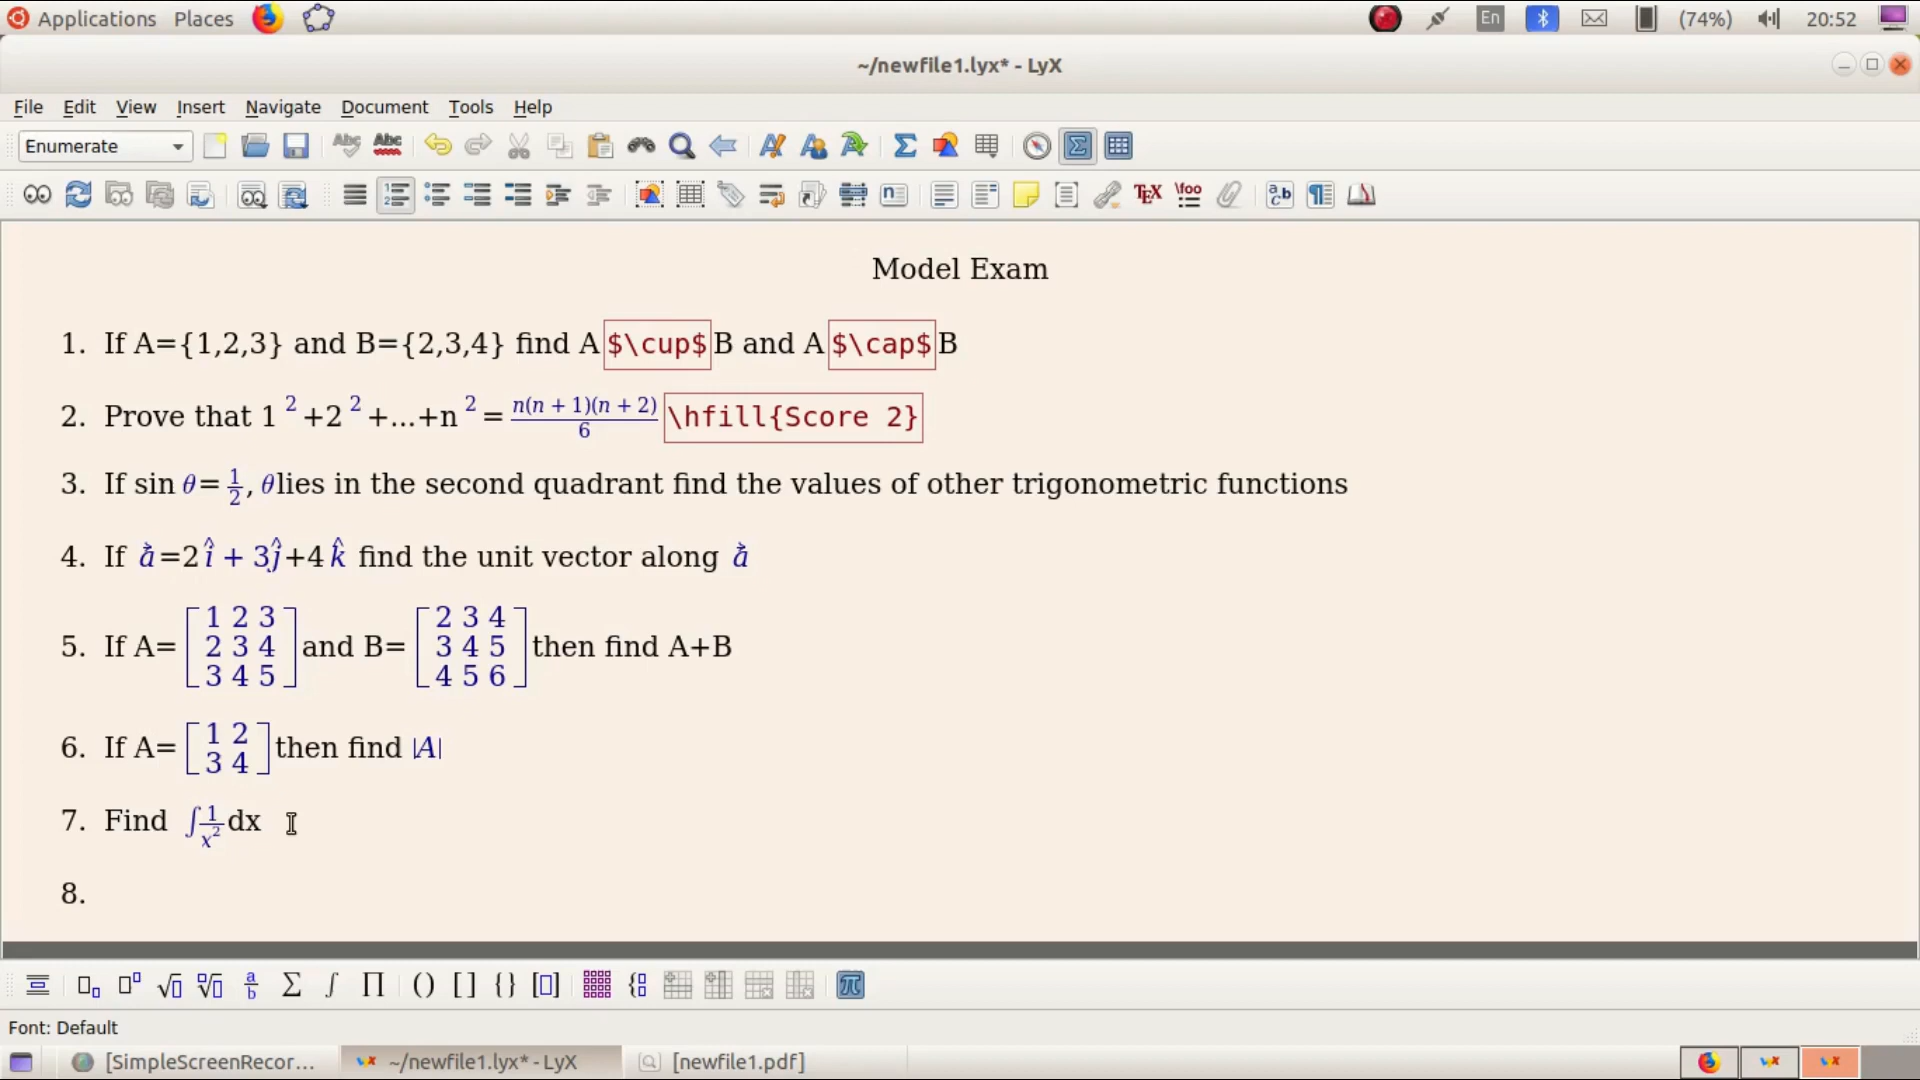 Applications Places En (74%) 20:52
~/newfile1.lyx* - LyX
File Edit View Insert Navigate Document Tools Help
Enumerate
Model Exam
1. If A={1,2,3} and B={2,3,4} find A $\cup$ B and A $\cap$ B
2. Prove that 1 ² +2 ² +...+n ² = n(n + 1)(n + 2)/6 \hfill{Score 2}
3. If sin θ= 1/2, θlies in the second quadrant find the values of other trigonometric functions
4. If a⃗=2î + 3ĵ+4 k̂ find the unit vector along a⃗
5. If A= [1 2 3
2 3 4
3 4 5] and B= [2 3 4
3 4 5
4 5 6] then find A+B
6. If A= [1 2
3 4] then find |A|
7. Find ∫1/x² dx
8.
Font: Default
[SimpleScreenRecor... ~/newfile1.lyx* - LyX [newfile1.pdf]